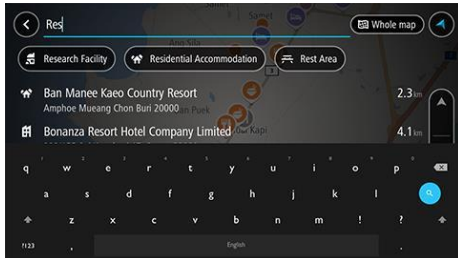 Res
Whole map
Research Facility
Residential Accommodation
Rest Area
Ban Manee Kaeo Country Resort
2.3 km
Amphoe Mueang Chon Buri 20000
Bonanza Resort Hotel Company Limited
4.1 km
q w e r t y u i o p
a s d f g h j k l
z x c v b n m ! ?
?123 , English .